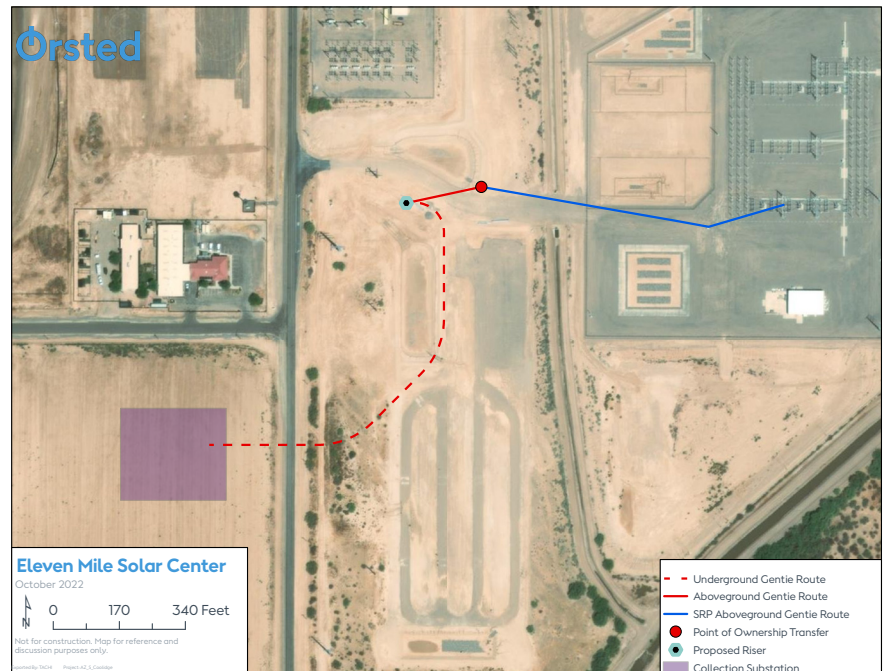 Ørsted
Eleven Mile Solar Center
October 2022
N
0 170 340 Feet
Not for construction. Map for reference and
discussion purposes only.
Underground Gentie Route
Aboveground Gentie Route
SRP Aboveground Gentie Route
Point of Ownership Transfer
Proposed Riser
Collection Substation